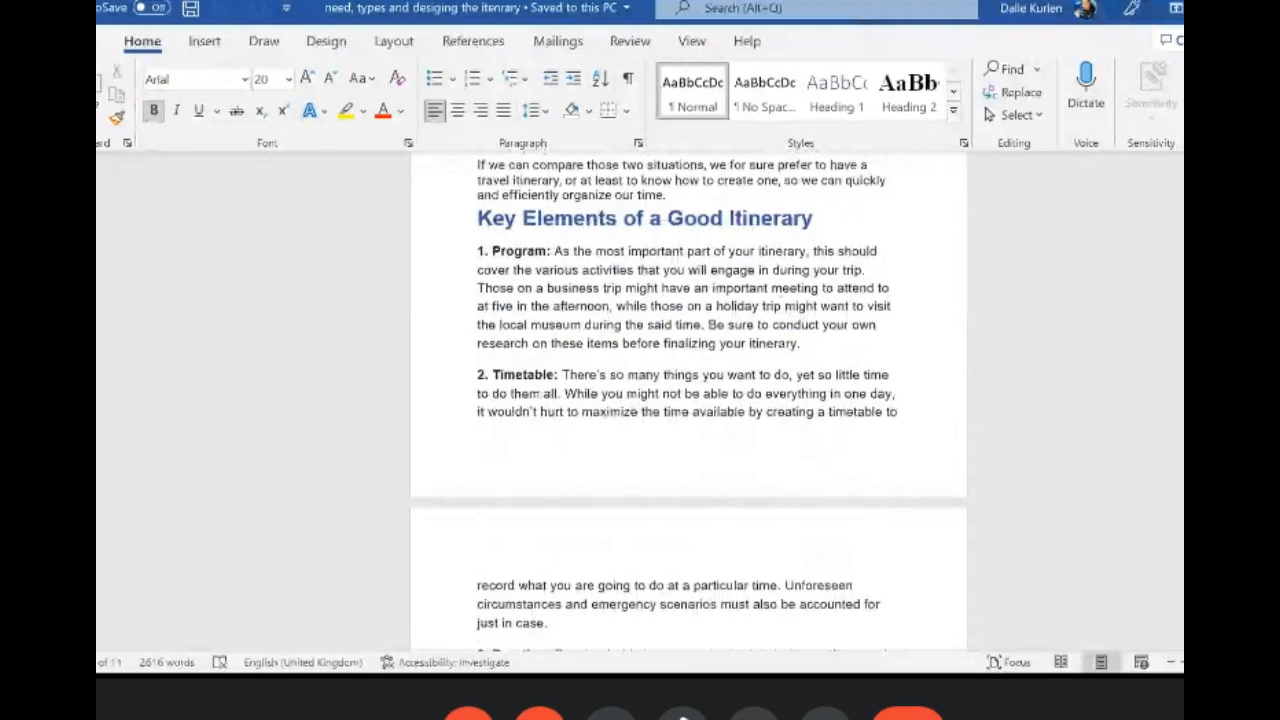 oSave Off need, types and desiging the itenrary • Saved to this PC Search (Alt+Q) Dalie Kurien
Home Insert Draw Design Layout References Mailings Review View Help
Arial 20 Aa AaBbCcDc AaBbCcDc AaBbC AaBb Find
Normal No Spac... Heading 1 Heading 2 Replace Dictate Sensitivity
Select
rd Font Paragraph Styles Editing Voice Sensitivity
If we can compare those two situations, we for sure prefer to have a
travel itinerary, or at least to know how to create one, so we can quickly
and efficiently organize our time.
Key Elements of a Good Itinerary
1. Program: As the most important part of your itinerary, this should
cover the various activities that you will engage in during your trip.
Those on a business trip might have an important meeting to attend to
at five in the afternoon, while those on a holiday trip might want to visit
the local museum during the said time. Be sure to conduct your own
research on these items before finalizing your itinerary.
2. Timetable: There's so many things you want to do, yet so little time
to do them all. While you might not be able to do everything in one day,
it wouldn't hurt to maximize the time available by creating a timetable to
record what you are going to do at a particular time. Unforeseen
circumstances and emergency scenarios must also be accounted for
just in case.
of 11 2616 words English (United Kingdom) Accessibility: Investigate Focus